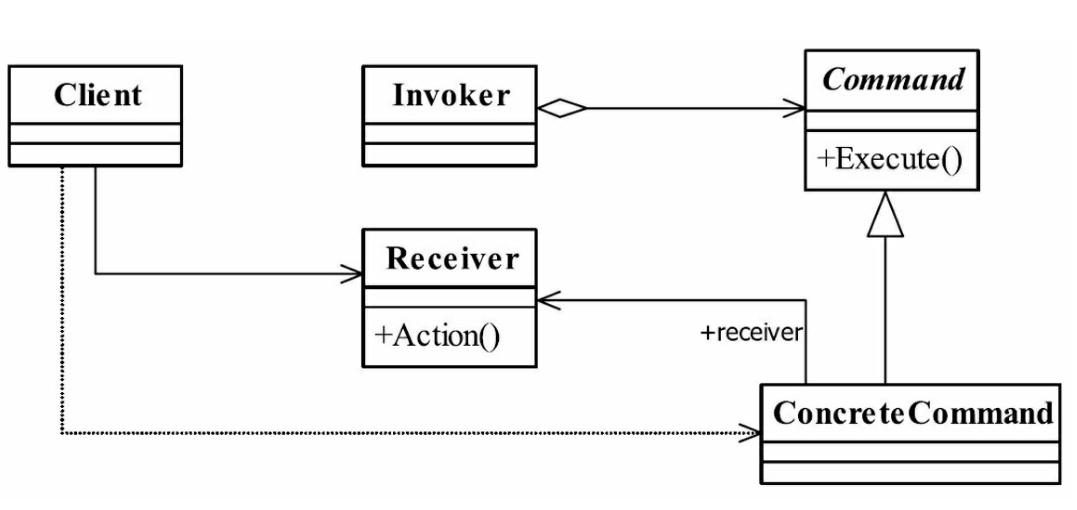 Client
Invoker
Command
+Execute()
Receiver
+Action()
+receiver
ConcreteCommand